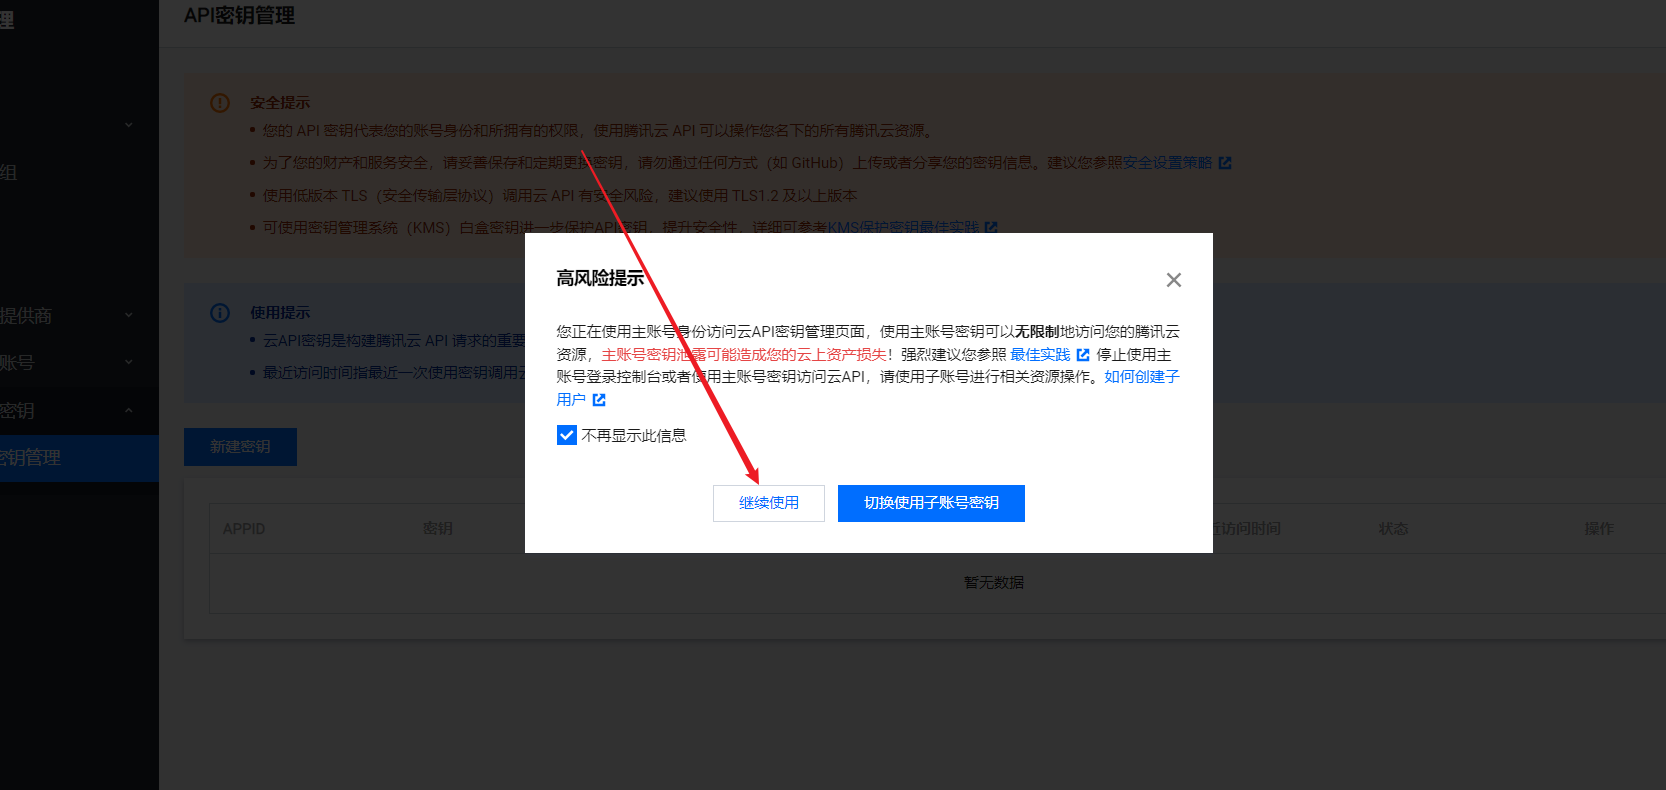 理
API密钥管理
安全提示
您的 API 密钥代表您的账号身份和所拥有的权限，使用腾讯云 API 可以操作您名下的所有腾讯云资源。
为了您的财产和服务安全，请妥善保存和定期更换密钥，请勿通过任何方式（如 GitHub）上传或者分享您的密钥信息。建议您参照安全设置策略
组
使用低版本 TLS（安全传输层协议）调用云 API 有安全风险，建议使用 TLS1.2 及以上版本
可使用密钥管理系统（KMS）白盒密钥进一步保护API密钥，提升安全性，详细可参考KMS保护密钥最佳实践
高风险提示
提供商
使用提示
云API密钥是构建腾讯云 API 请求的重要
您正在使用主账号身份访问云API密钥管理页面，使用主账号密钥可以无限制地访问您的腾讯云
资源，主账号密钥泄露可能造成您的云上资产损失！强烈建议您参照 最佳实践 停止使用主
账号登录控制台或者使用主账号密钥访问云API，请使用子账号进行相关资源操作。如何创建子
用户
账号
最近访问时间指最近一次使用密钥调用云
密钥
不再显示此信息
新建密钥
密钥管理
继续使用
切换使用子账号密钥
APPID
密钥
近访问时间
状态
操作
暂无数据